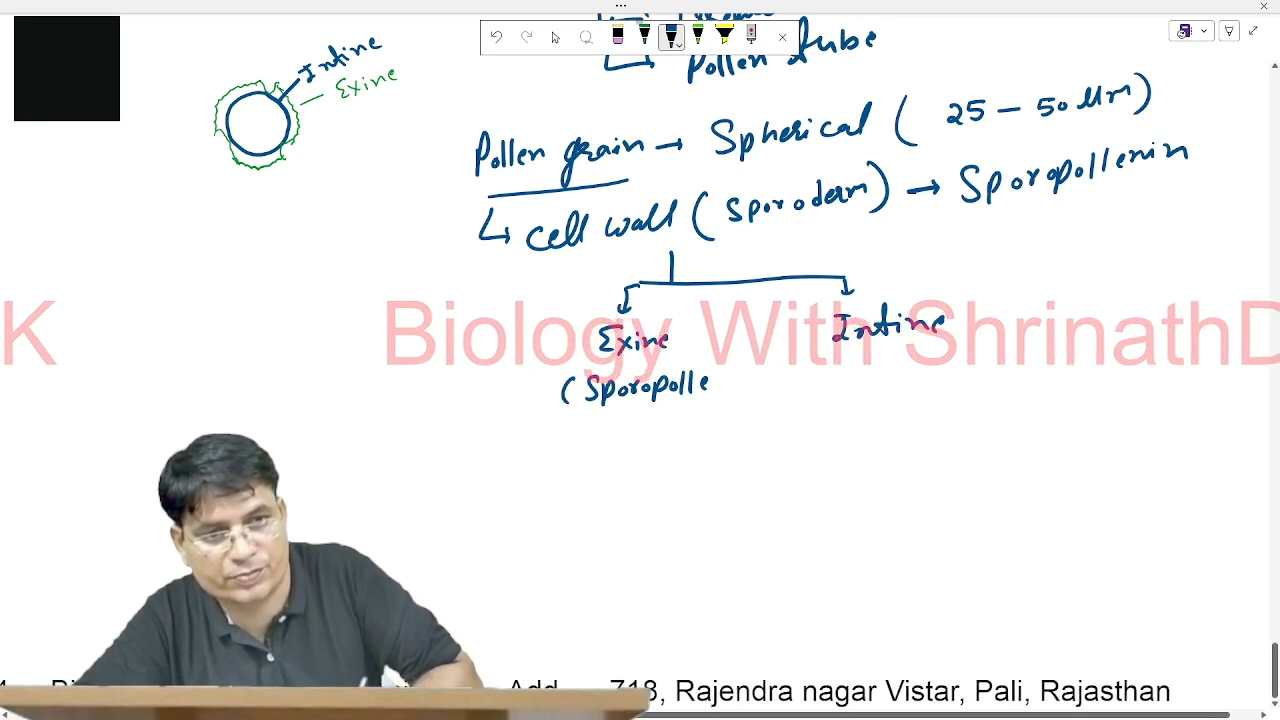 Intine
Exine
Pollen tube
Pollen grain → Spherical ( 25 - 50 μm)
↳ cell wall ( sporoderm) → Sporopollenin
Exine
Intine
( Sporopolle
K
Biology With ShrinathD
Add
718, Rajendra nagar Vistar, Pali, Rajasthan